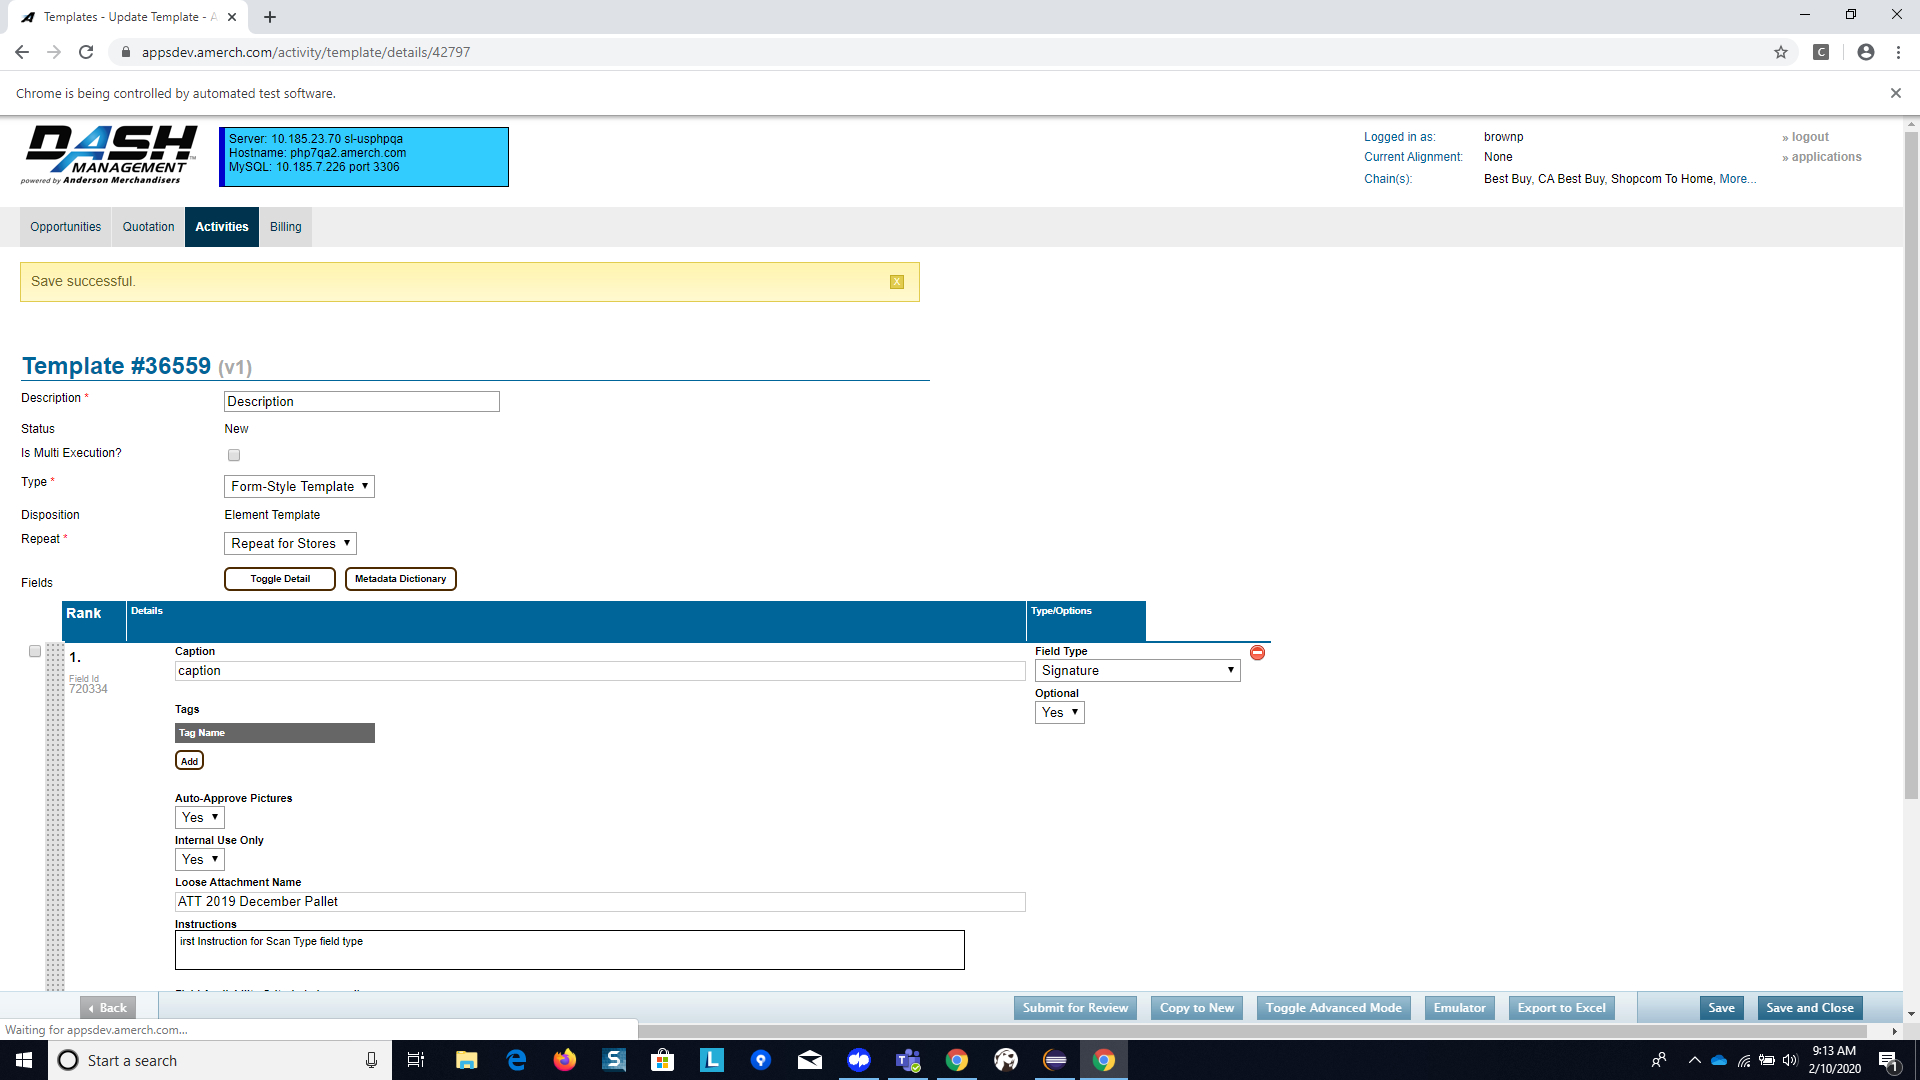 Templates - Update Template - A
appsdev.amerch.com/activity/template/details/42797
Chrome is being controlled by automated test software.
DASH
MANAGEMENT
powered by Anderson Merchandisers
Server: 10.185.23.70 sl-usphpqa
Hostname: php7qa2.amerch.com
MySQL: 10.185.7.226 port 3306
Logged in as: brownp
» logout
Current Alignment: None
» applications
Chain(s): Best Buy, CA Best Buy, Shopcom To Home, More...
Opportunities Quotation Activities Billing
Save successful.
X
Template #36559 (v1)
Description * Description
Status New
Is Multi Execution?
Type * Form-Style Template
Disposition Element Template
Repeat * Repeat for Stores
Fields Toggle Detail Metadata Dictionary
Rank Details Type/Options
1.
Field Id
720334
Caption
caption
Field Type
Signature
Optional
Yes
Tags
Tag Name
Add
Auto-Approve Pictures
Yes
Internal Use Only
Yes
Loose Attachment Name
ATT 2019 December Pallet
Instructions
irst Instruction for Scan Type field type
Back Submit for Review Copy to New Toggle Advanced Mode Emulator Export to Excel Save Save and Close
Waiting for appsdev.amerch.com...
Start a search
9:13 AM
2/10/2020
1